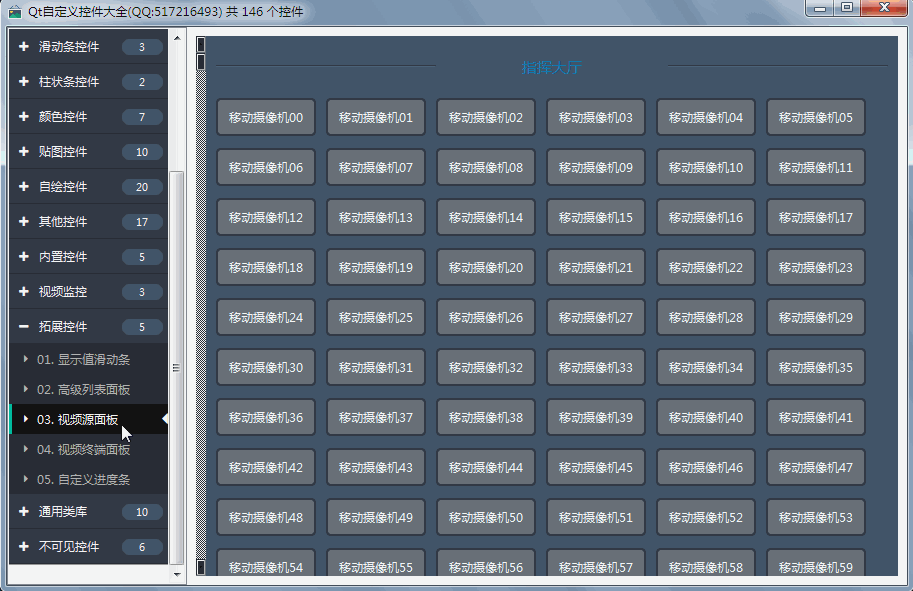 Qt自定义控件大全(QQ:517216493) 共 146 个控件
滑动条控件 3
柱状条控件 2
颜色控件 7
贴图控件 10
自绘控件 20
其他控件 17
内置控件 5
视频监控 3
拓展控件 5
01. 显示值滑动条
02. 高级列表面板
03. 视频源面板
04. 视频终端面板
05. 自定义进度条
通用类库 10
不可见控件 6
指挥大厅
移动摄像机00 移动摄像机01 移动摄像机02 移动摄像机03 移动摄像机04 移动摄像机05
移动摄像机06 移动摄像机07 移动摄像机08 移动摄像机09 移动摄像机10 移动摄像机11
移动摄像机12 移动摄像机13 移动摄像机14 移动摄像机15 移动摄像机16 移动摄像机17
移动摄像机18 移动摄像机19 移动摄像机20 移动摄像机21 移动摄像机22 移动摄像机23
移动摄像机24 移动摄像机25 移动摄像机26 移动摄像机27 移动摄像机28 移动摄像机29
移动摄像机30 移动摄像机31 移动摄像机32 移动摄像机33 移动摄像机34 移动摄像机35
移动摄像机36 移动摄像机37 移动摄像机38 移动摄像机39 移动摄像机40 移动摄像机41
移动摄像机42 移动摄像机43 移动摄像机44 移动摄像机45 移动摄像机46 移动摄像机47
移动摄像机48 移动摄像机49 移动摄像机50 移动摄像机51 移动摄像机52 移动摄像机53
移动摄像机54 移动摄像机55 移动摄像机56 移动摄像机57 移动摄像机58 移动摄像机59